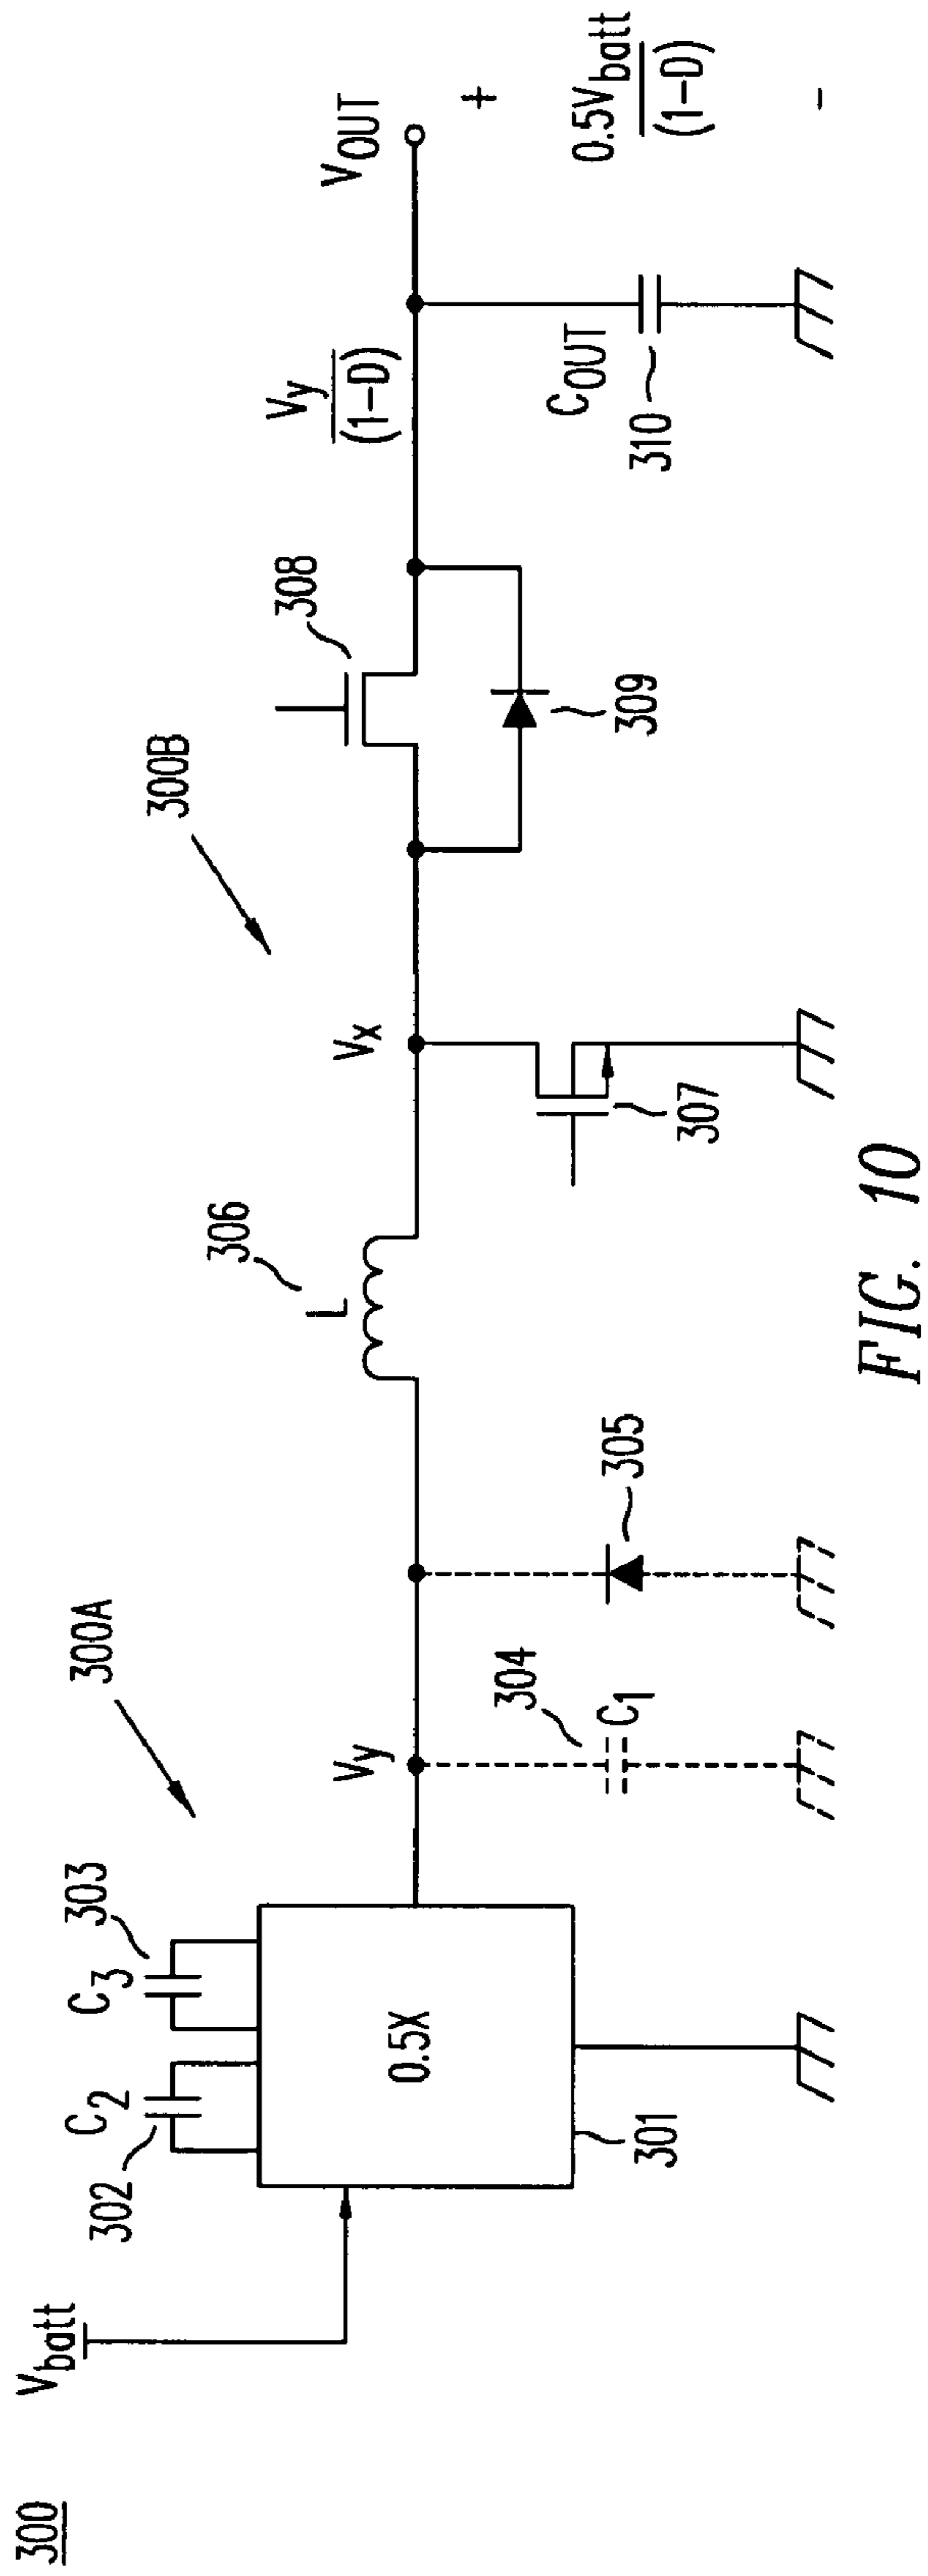 300
V_batt
302
C_2
C_3
303
300A
0.5X
301
V_y
304
C_1
305
306
L
V_x
307
300B
308
309
V_y
(1-D)
C_OUT
310
V_OUT
+
0.5V_batt
(1-D)
-
FIG. 10